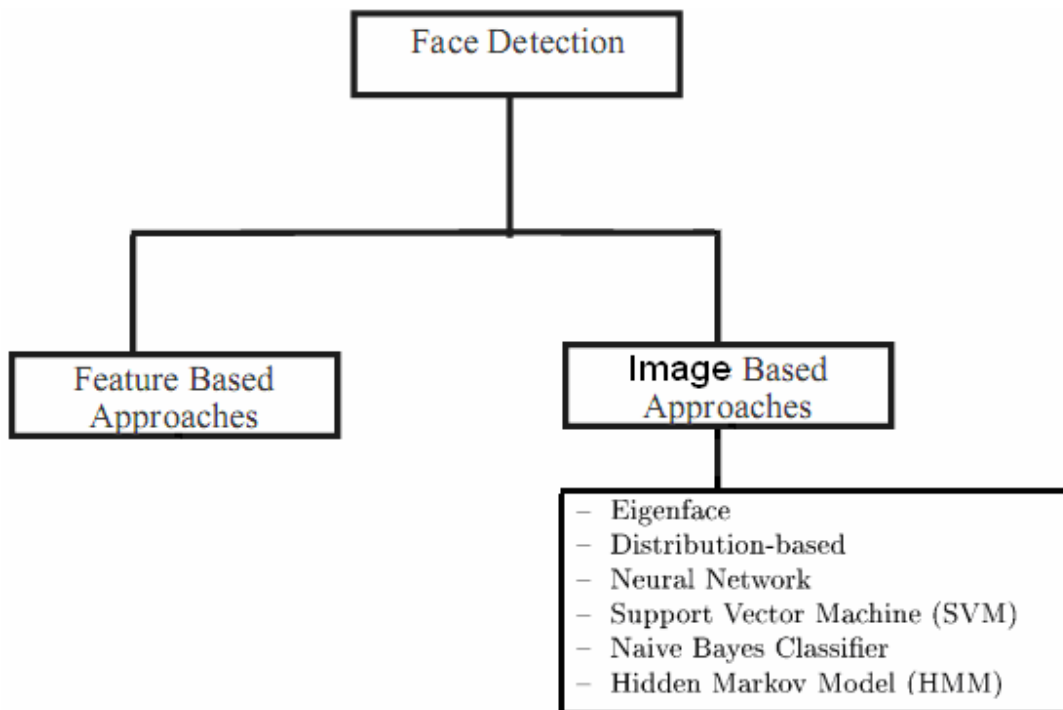 Face Detection
Feature Based
Approaches
Image Based
Approaches
– Eigenface
– Distribution-based
– Neural Network
– Support Vector Machine (SVM)
– Naive Bayes Classifier
– Hidden Markov Model (HMM)